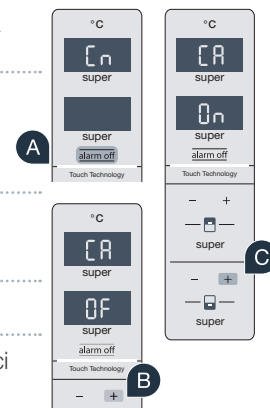 °C
Cn
super
super
alarm off
Touch Technology
A
°C
CA
super
On
super
alarm off
Touch Technology
- +
super
- +
super
C
°C
CA
super
OF
super
alarm off
Touch Technology
- +
B
ci